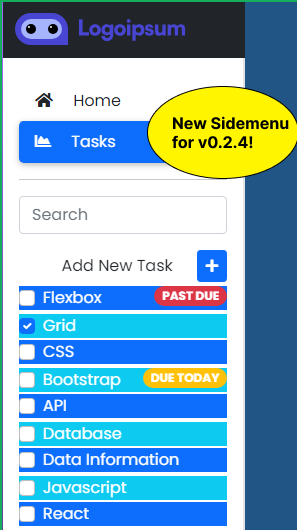 Logoipsum
Home
Tasks
New Sidemenu
for v0.2.4!
Search
Add New Task +
Flexbox PAST DUE
Grid
CSS
Bootstrap DUE TODAY
API
Database
Data Information
Javascript
React